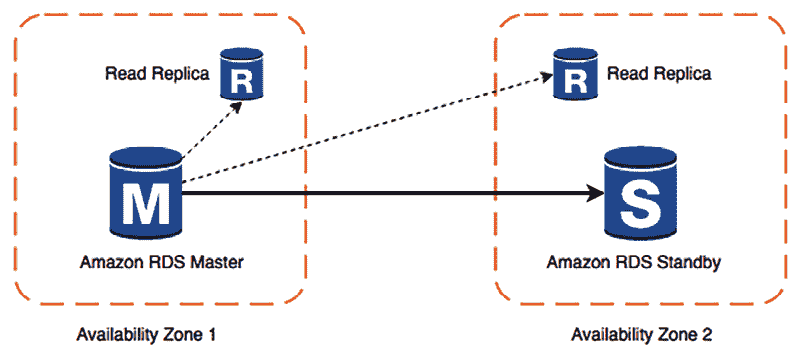 Read Replica
R
R
Read Replica
M
S
Amazon RDS Master
Amazon RDS Standby
Availability Zone 1
Availability Zone 2